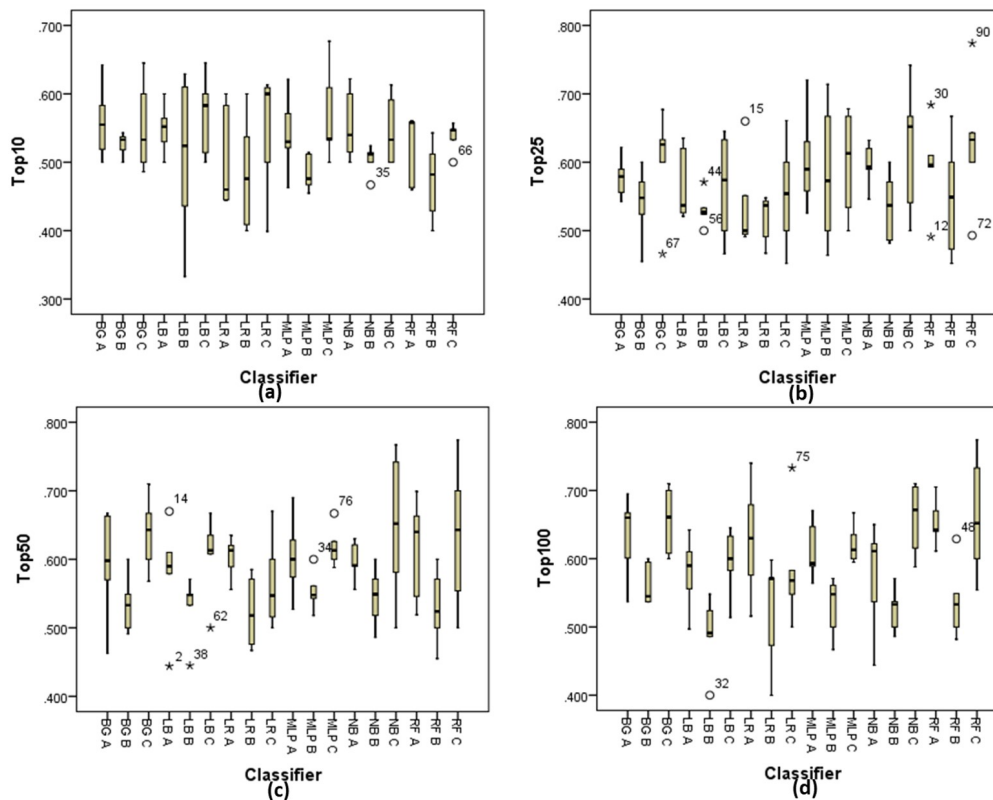 Top10
.700
.600
.500
.400
.300
35
66
BG A
BG B
BG C
LB A
LB B
LB C
LR A
LR B
LR C
MLP A
MLP B
MLP C
NB A
NB B
NB C
RF A
RF B
RF C
Classifier
(a)
Top25
.800
.700
.600
.500
.400
67
44
56
15
30
12
90
72
BG A
BG B
BG C
LB A
LB B
LB C
LR A
LR B
LR C
MLP A
MLP B
MLP C
NB A
NB B
NB C
RF A
RF B
RF C
Classifier
(b)
Top50
.800
.700
.600
.500
.400
14
2
38
62
34
76
BG A
BG B
BG C
LB A
LB B
LB C
LR A
LR B
LR C
MLP A
MLP B
MLP C
NB A
NB B
NB C
RF A
RF B
RF C
Classifier
(c)
Top100
.800
.700
.600
.500
.400
32
75
48
BG A
BG B
BG C
LB A
LB B
LB C
LR A
LR B
LR C
MLP A
MLP B
MLP C
NB A
NB B
NB C
RF A
RF B
RF C
Classifier
(d)